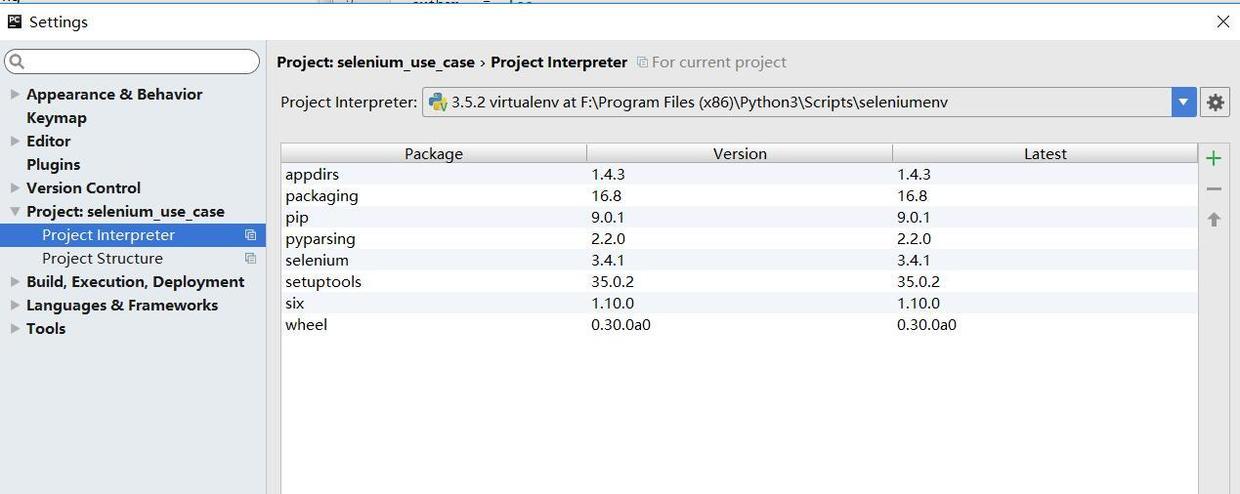 Settings
Project: selenium_use_case › Project Interpreter For current project
Appearance & Behavior
Keymap
Editor
Plugins
Version Control
Project: selenium_use_case
Project Interpreter
Project Structure
Build, Execution, Deployment
Languages & Frameworks
Tools
Project Interpreter: 3.5.2 virtualenv at F:\Program Files (x86)\Python3\Scripts\seleniumenv
Package Version Latest
appdirs 1.4.3 1.4.3
packaging 16.8 16.8
pip 9.0.1 9.0.1
pyparsing 2.2.0 2.2.0
selenium 3.4.1 3.4.1
setuptools 35.0.2 35.0.2
six 1.10.0 1.10.0
wheel 0.30.0a0 0.30.0a0